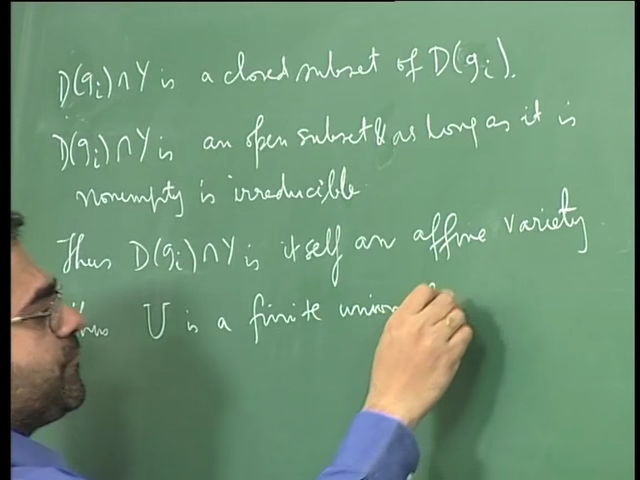 D(gᵢ)∩Y is a closed subset of D(gᵢ).
D(gᵢ)∩Y is an open subset & as long as it is
nonempty is irreducible.
Thus D(gᵢ)∩Y is itself an affine variety.
U is a finite union